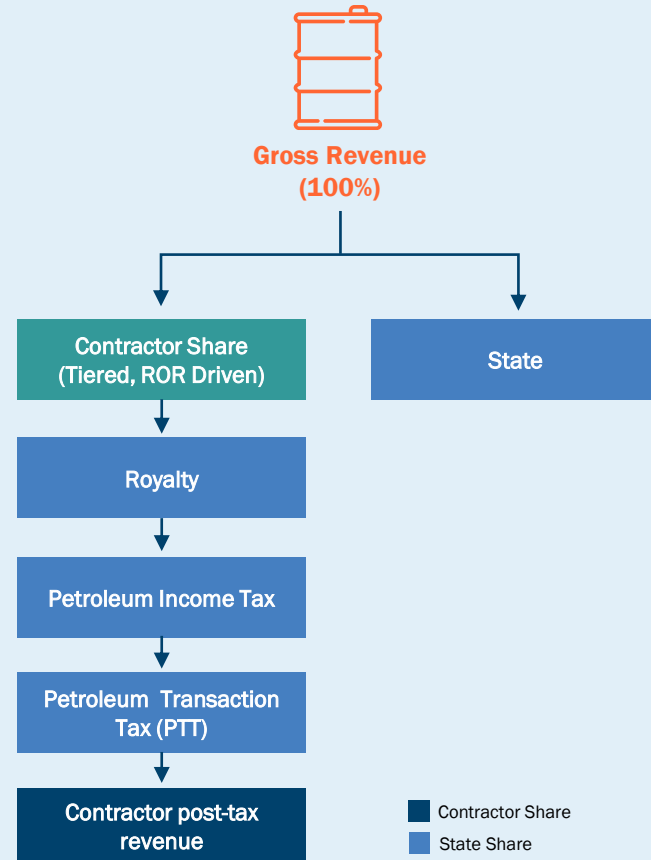 Gross Revenue
(100%)
Contractor Share
(Tiered, ROR Driven)
State
Royalty
Petroleum Income Tax
Petroleum Transaction
Tax (PTT)
Contractor post-tax
revenue
Contractor Share
State Share